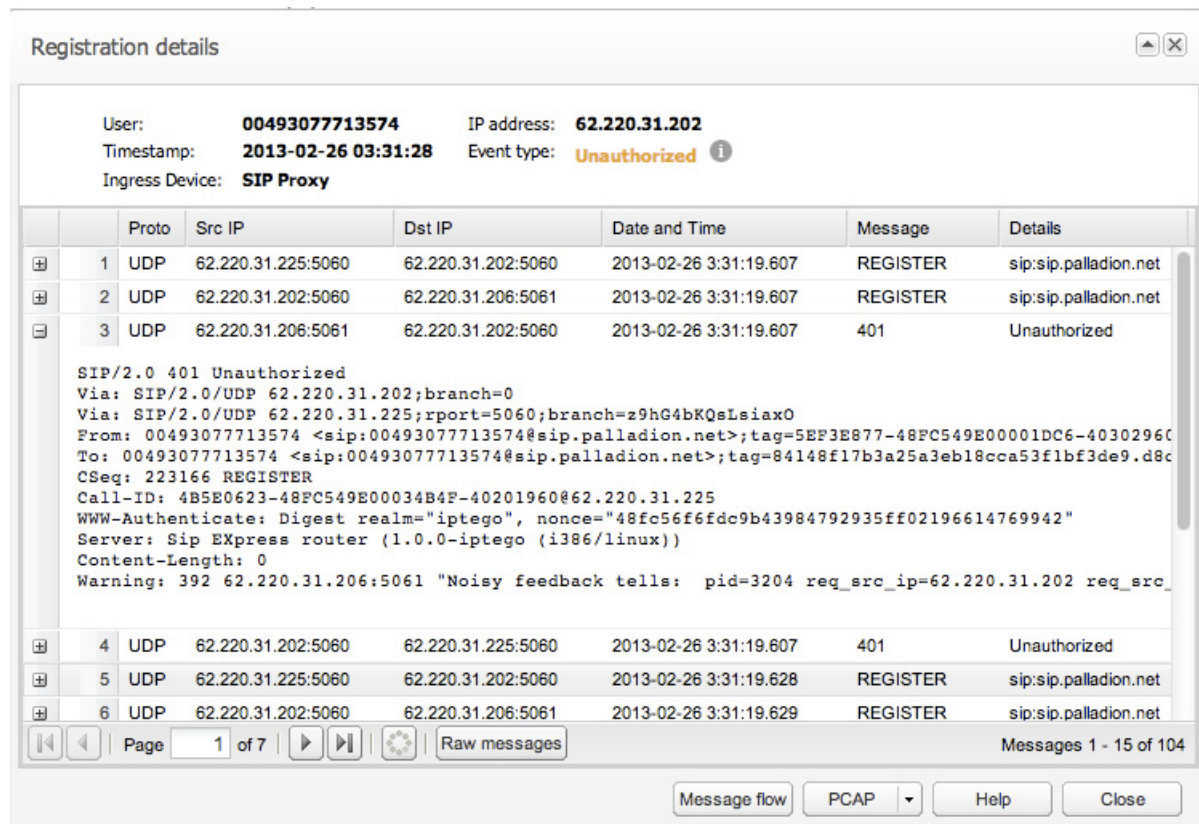 Registration details
User: 00493077713574 IP address: 62.220.31.202
Timestamp: 2013-02-26 03:31:28 Event type: Unauthorized i
Ingress Device: SIP Proxy
Proto Src IP Dst IP Date and Time Message Details
1 UDP 62.220.31.225:5060 62.220.31.202:5060 2013-02-26 3:31:19.607 REGISTER sip:sip.palladion.net
2 UDP 62.220.31.202:5060 62.220.31.206:5061 2013-02-26 3:31:19.607 REGISTER sip:sip.palladion.net
3 UDP 62.220.31.206:5061 62.220.31.202:5060 2013-02-26 3:31:19.607 401 Unauthorized
SIP/2.0 401 Unauthorized
Via: SIP/2.0/UDP 62.220.31.202;branch=0
Via: SIP/2.0/UDP 62.220.31.225;rport=5060;branch=z9hG4bKQsLsiaxO
From: 00493077713574 <sip:00493077713574@sip.palladion.net>;tag=5EF3E877-48FC549E00001DC6-40302960
To: 00493077713574 <sip:00493077713574@sip.palladion.net>;tag=84148f17b3a25a3eb18cca53f1bf3de9.d8c
CSeq: 223166 REGISTER
Call-ID: 4B5E0623-48FC549E00034B4F-40201960@62.220.31.225
WWW-Authenticate: Digest realm="iptego", nonce="48fc56f6fdc9b43984792935ff02196614769942"
Server: Sip EXpress router (1.0.0-iptego (i386/linux))
Content-Length: 0
Warning: 392 62.220.31.206:5061 "Noisy feedback tells:  pid=3204 req_src_ip=62.220.31.202 req_src_
4 UDP 62.220.31.202:5060 62.220.31.225:5060 2013-02-26 3:31:19.607 401 Unauthorized
5 UDP 62.220.31.225:5060 62.220.31.202:5060 2013-02-26 3:31:19.628 REGISTER sip:sip.palladion.net
6 UDP 62.220.31.202:5060 62.220.31.206:5061 2013-02-26 3:31:19.629 REGISTER sip:sip.palladion.net
Page 1 of 7 Raw messages Messages 1 - 15 of 104
Message flow PCAP Help Close